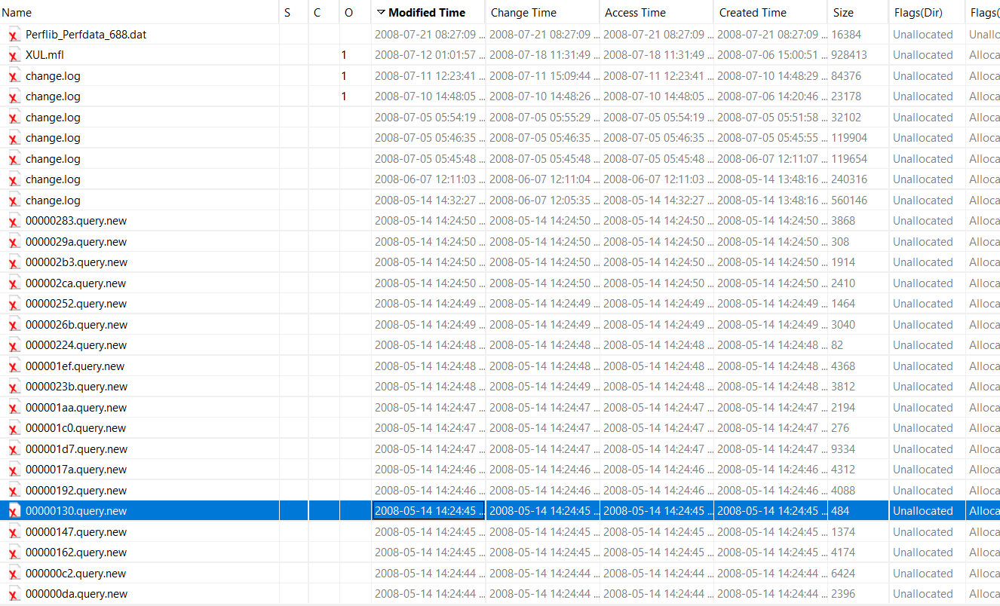 Name S C O Modified Time Change Time Access Time Created Time Size Flags(Dir) Flags(
Perflib_Perfdata_688.dat 2008-07-21 08:27:09 ... 2008-07-21 08:27:09 ... 2008-07-21 08:27:09 ... 2008-07-21 08:27:09 ... 16384 Unallocated Unallo
XUL.mfl 1 2008-07-12 01:01:57 ... 2008-07-18 11:31:49 ... 2008-07-18 11:31:49 ... 2008-07-06 15:00:51 ... 928413 Unallocated Alloca
change.log 1 2008-07-11 12:23:41 ... 2008-07-11 15:09:44 ... 2008-07-11 12:23:41 ... 2008-07-10 14:48:29 ... 84376 Unallocated Alloca
change.log 1 2008-07-10 14:48:05 ... 2008-07-10 14:48:26 ... 2008-07-10 14:48:05 ... 2008-07-06 14:20:46 ... 23178 Unallocated Alloca
change.log 2008-07-05 05:54:19 ... 2008-07-05 05:55:29 ... 2008-07-05 05:54:19 ... 2008-07-05 05:51:58 ... 32102 Unallocated Alloca
change.log 2008-07-05 05:46:35 ... 2008-07-05 05:46:35 ... 2008-07-05 05:46:35 ... 2008-07-05 05:45:55 ... 119904 Unallocated Alloca
change.log 2008-07-05 05:45:48 ... 2008-07-05 05:45:48 ... 2008-07-05 05:45:48 ... 2008-06-07 12:11:07 ... 119654 Unallocated Alloca
change.log 2008-06-07 12:11:03 ... 2008-06-07 12:11:04 ... 2008-06-07 12:11:03 ... 2008-05-14 13:48:16 ... 240316 Unallocated Alloca
change.log 2008-05-14 14:32:27 ... 2008-06-07 12:05:35 ... 2008-05-14 14:32:27 ... 2008-05-14 13:48:16 ... 560146 Unallocated Alloca
00000283.query.new 2008-05-14 14:24:50 ... 2008-05-14 14:24:50 ... 2008-05-14 14:24:50 ... 2008-05-14 14:24:50 ... 3868 Unallocated Alloca
0000029a.query.new 2008-05-14 14:24:50 ... 2008-05-14 14:24:50 ... 2008-05-14 14:24:50 ... 2008-05-14 14:24:50 ... 308 Unallocated Alloca
000002b3.query.new 2008-05-14 14:24:50 ... 2008-05-14 14:24:50 ... 2008-05-14 14:24:50 ... 2008-05-14 14:24:50 ... 1914 Unallocated Alloca
000002ca.query.new 2008-05-14 14:24:50 ... 2008-05-14 14:24:50 ... 2008-05-14 14:24:50 ... 2008-05-14 14:24:50 ... 2410 Unallocated Alloca
00000252.query.new 2008-05-14 14:24:49 ... 2008-05-14 14:24:49 ... 2008-05-14 14:24:49 ... 2008-05-14 14:24:49 ... 1464 Unallocated Alloca
0000026b.query.new 2008-05-14 14:24:49 ... 2008-05-14 14:24:49 ... 2008-05-14 14:24:49 ... 2008-05-14 14:24:49 ... 3040 Unallocated Alloca
00000224.query.new 2008-05-14 14:24:48 ... 2008-05-14 14:24:48 ... 2008-05-14 14:24:48 ... 2008-05-14 14:24:48 ... 82 Unallocated Alloca
000001ef.query.new 2008-05-14 14:24:48 ... 2008-05-14 14:24:48 ... 2008-05-14 14:24:48 ... 2008-05-14 14:24:48 ... 4368 Unallocated Alloca
0000023b.query.new 2008-05-14 14:24:48 ... 2008-05-14 14:24:49 ... 2008-05-14 14:24:48 ... 2008-05-14 14:24:48 ... 3812 Unallocated Alloca
000001aa.query.new 2008-05-14 14:24:47 ... 2008-05-14 14:24:47 ... 2008-05-14 14:24:47 ... 2008-05-14 14:24:47 ... 2194 Unallocated Alloca
000001c0.query.new 2008-05-14 14:24:47 ... 2008-05-14 14:24:47 ... 2008-05-14 14:24:47 ... 2008-05-14 14:24:47 ... 276 Unallocated Alloca
000001d7.query.new 2008-05-14 14:24:47 ... 2008-05-14 14:24:47 ... 2008-05-14 14:24:47 ... 2008-05-14 14:24:47 ... 9334 Unallocated Alloca
0000017a.query.new 2008-05-14 14:24:46 ... 2008-05-14 14:24:46 ... 2008-05-14 14:24:46 ... 2008-05-14 14:24:46 ... 4312 Unallocated Alloca
00000192.query.new 2008-05-14 14:24:46 ... 2008-05-14 14:24:46 ... 2008-05-14 14:24:46 ... 2008-05-14 14:24:46 ... 4088 Unallocated Alloca
00000130.query.new 2008-05-14 14:24:45 ... 2008-05-14 14:24:45 ... 2008-05-14 14:24:45 ... 2008-05-14 14:24:45 ... 484 Unallocated Alloca
00000147.query.new 2008-05-14 14:24:45 ... 2008-05-14 14:24:45 ... 2008-05-14 14:24:45 ... 2008-05-14 14:24:45 ... 1374 Unallocated Alloca
00000162.query.new 2008-05-14 14:24:45 ... 2008-05-14 14:24:45 ... 2008-05-14 14:24:45 ... 2008-05-14 14:24:45 ... 4174 Unallocated Alloca
000000c2.query.new 2008-05-14 14:24:44 ... 2008-05-14 14:24:44 ... 2008-05-14 14:24:44 ... 2008-05-14 14:24:44 ... 6424 Unallocated Alloca
000000da.query.new 2008-05-14 14:24:44 ... 2008-05-14 14:24:44 ... 2008-05-14 14:24:44 ... 2008-05-14 14:24:44 ... 2396 Unallocated Alloca